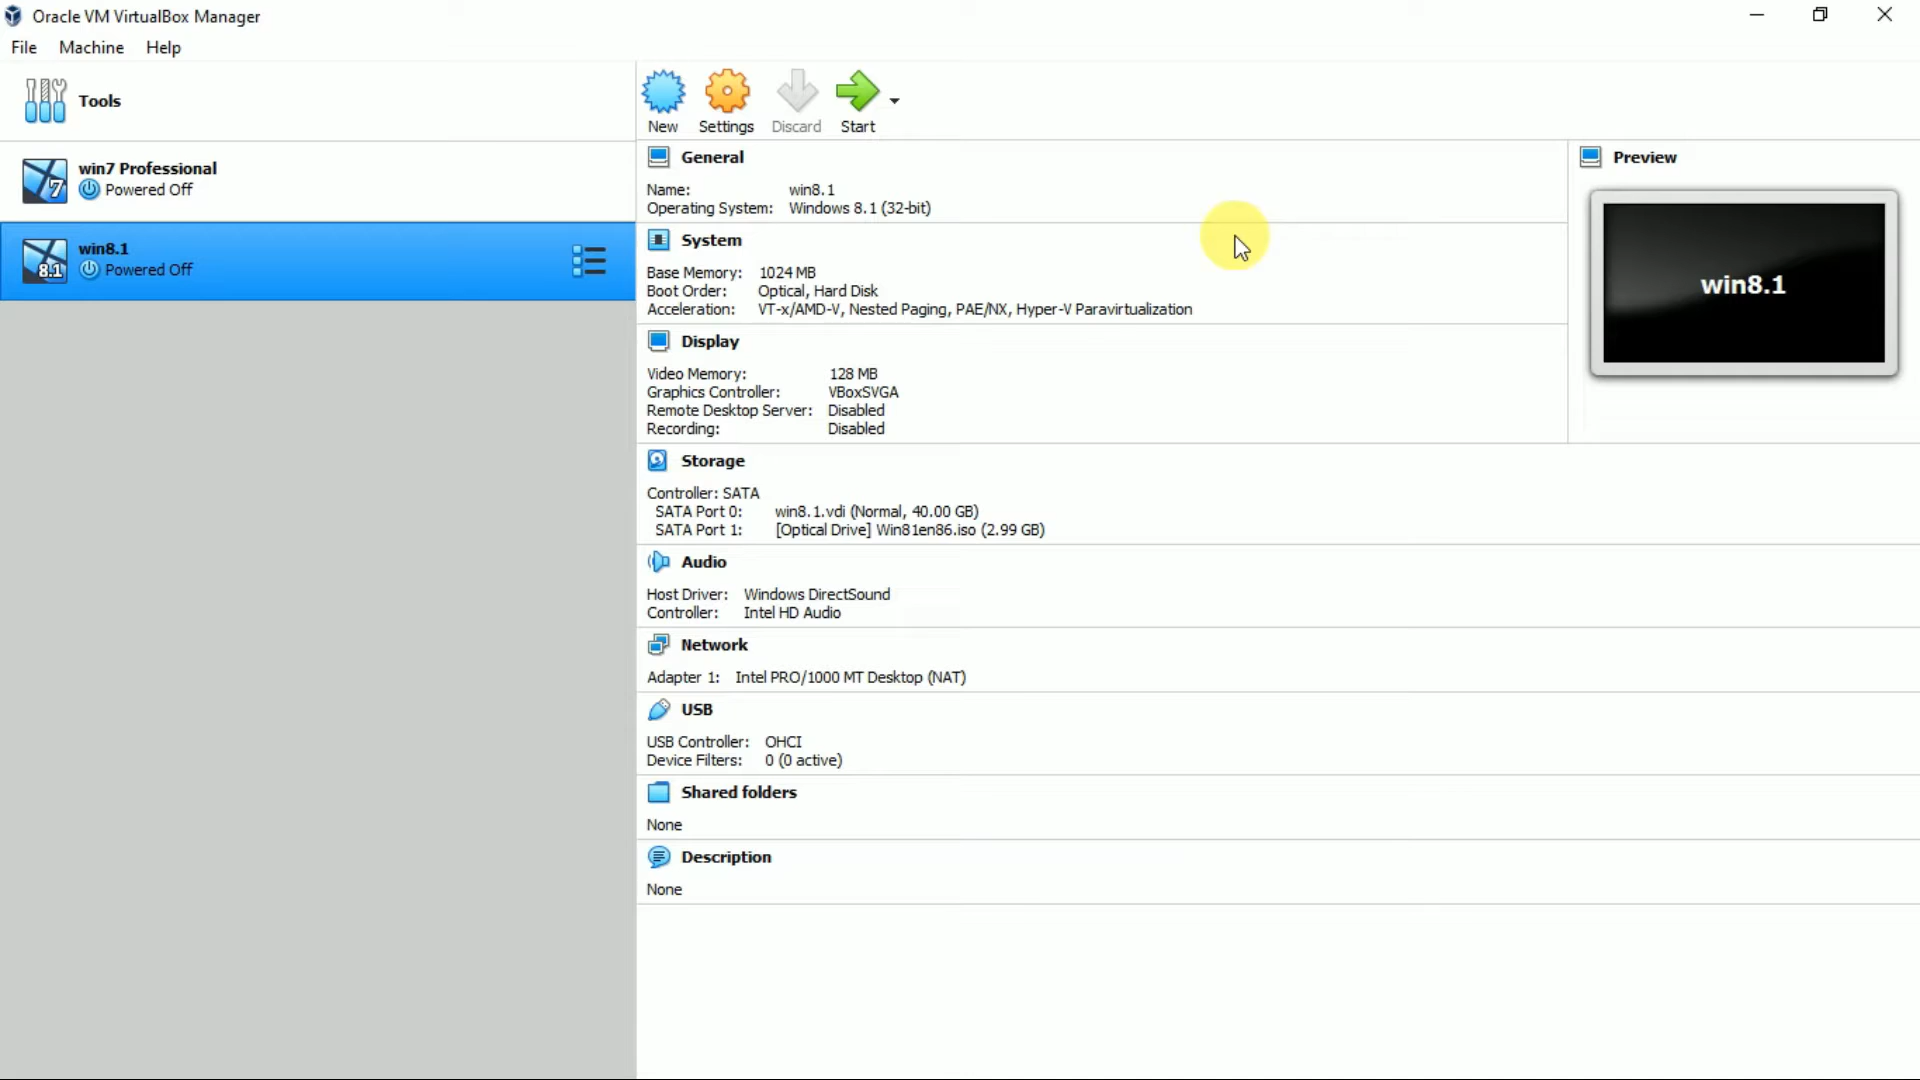 Oracle VM VirtualBox Manager
File Machine Help
Tools
win7 Professional
Powered Off
win8.1
Powered Off
7
8.1
New Settings Discard Start
General
Name: win8.1
Operating System: Windows 8.1 (32-bit)
System
Base Memory: 1024 MB
Boot Order: Optical, Hard Disk
Acceleration: VT-x/AMD-V, Nested Paging, PAE/NX, Hyper-V Paravirtualization
Display
Video Memory: 128 MB
Graphics Controller: VBoxSVGA
Remote Desktop Server: Disabled
Recording: Disabled
Storage
Controller: SATA
SATA Port 0: win8.1.vdi (Normal, 40.00 GB)
SATA Port 1: [Optical Drive] Win81en86.iso (2.99 GB)
Audio
Host Driver: Windows DirectSound
Controller: Intel HD Audio
Network
Adapter 1: Intel PRO/1000 MT Desktop (NAT)
USB
USB Controller: OHCI
Device Filters: 0 (0 active)
Shared folders
None
Description
None
Preview
win8.1